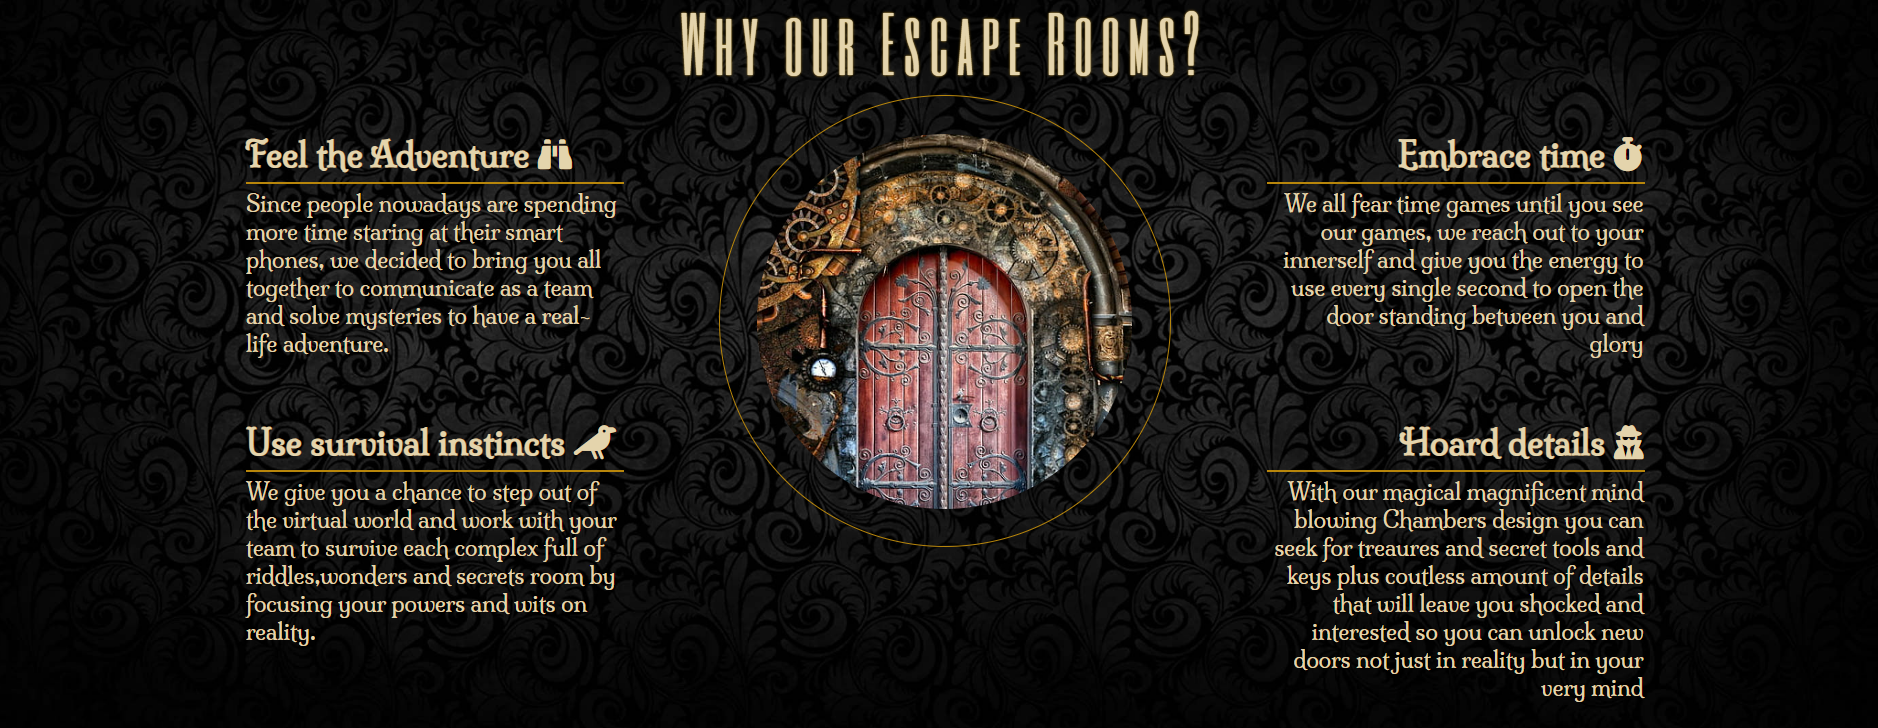 Why our Escape Rooms?
Feel the Adventure
Since people nowadays are spending
more time staring at their smart
phones, we decided to bring you all
together to communicate as a team
and solve mysteries to have a real-
life adventure.
Use survival instincts
We give you a chance to step out of
the virtual world and work with your
team to survive each complex full of
riddles,wonders and secrets room by
focusing your powers and wits on
reality.
Embrace time
We all fear time games until you see
our games, we reach out to your
innerself and give you the energy to
use every single second to open the
door standing between you and
glory
Hoard details
With our magical magnificent mind
blowing Chambers design you can
seek for treaures and secret tools and
keys plus coutless amount of details
that will leave you shocked and
interested so you can unlock new
doors not just in reality but in your
very mind